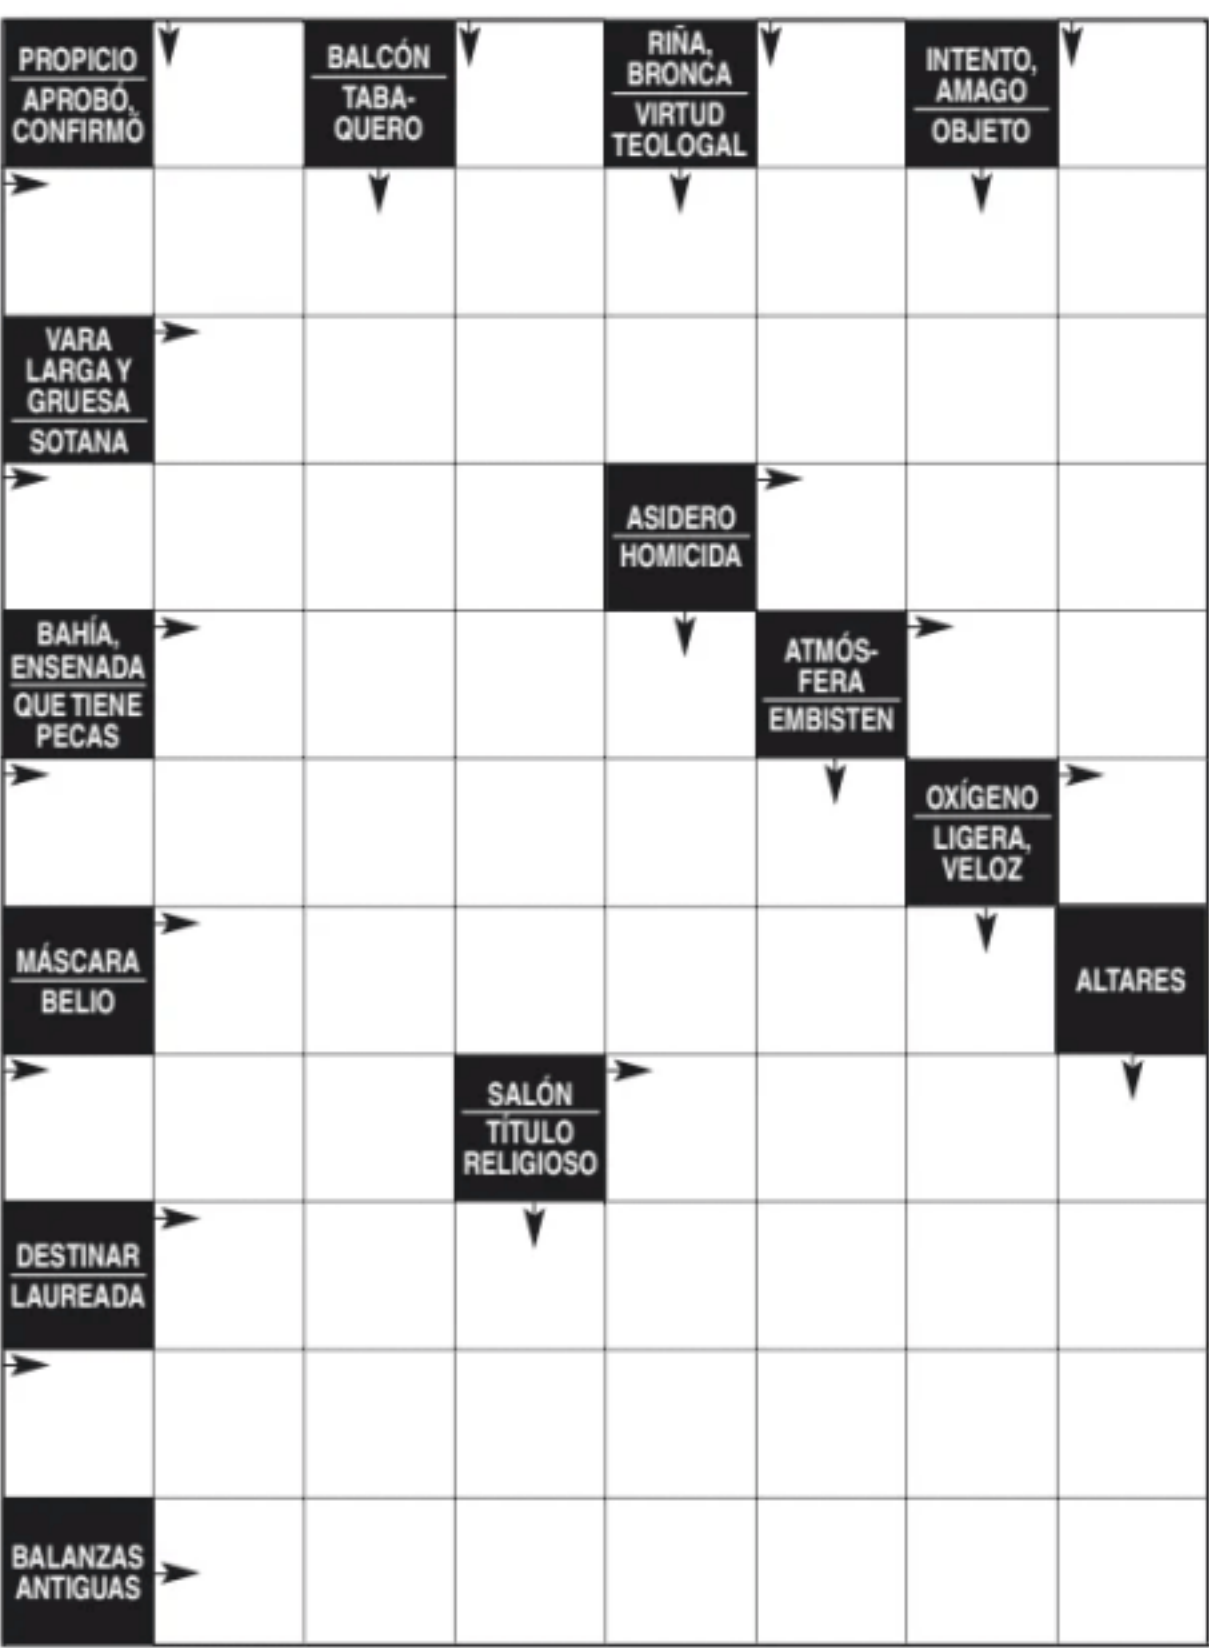 PROPICIO
APROBÓ,
CONFIRMÓ
BALCÓN
TABA-
QUERO
RIÑA,
BRONCA
VIRTUD
TEOLOGAL
INTENTO,
AMAGO
OBJETO
VARA
LARGA Y
GRUESA
SOTANA
ASIDERO
HOMICIDA
BAHÍA,
ENSENADA
QUE TIENE
PECAS
ATMÓS-
FERA
EMBISTEN
OXÍGENO
LIGERA,
VELOZ
MÁSCARA
BELIO
ALTARES
SALÓN
TÍTULO
RELIGIOSO
DESTINAR
LAUREADA
BALANZAS
ANTIGUAS